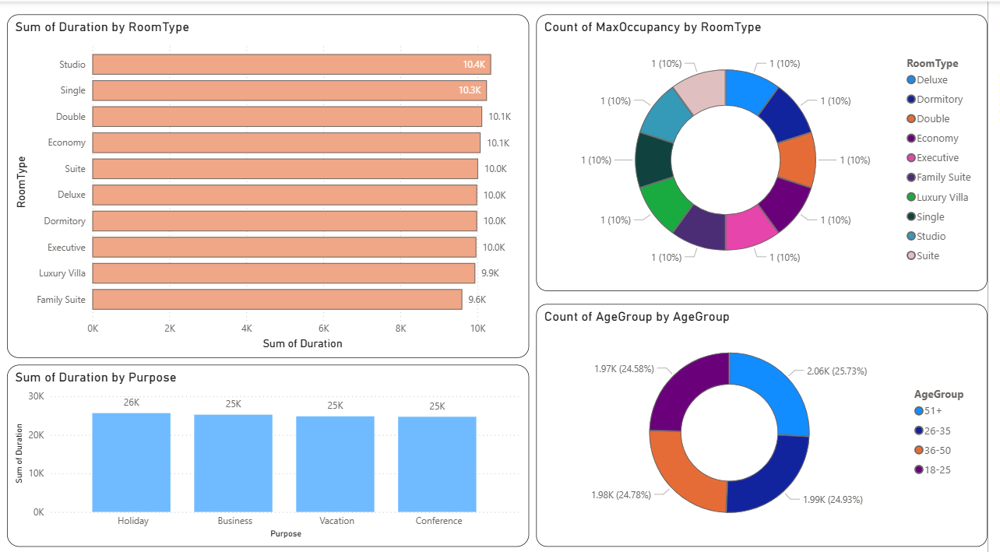 Sum of Duration by RoomType
RoomType
Studio 10.4K
Single 10.3K
Double 10.1K
Economy 10.1K
Suite 10.0K
Deluxe 10.0K
Dormitory 10.0K
Executive 10.0K
Luxury Villa 9.9K
Family Suite 9.6K
0K 2K 4K 6K 8K 10K
Sum of Duration
Count of MaxOccupancy by RoomType
1 (10%) 1 (10%)
1 (10%) 1 (10%)
1 (10%) 1 (10%)
1 (10%) 1 (10%)
1 (10%) 1 (10%)
RoomType
Deluxe
Dormitory
Double
Economy
Executive
Family Suite
Luxury Villa
Single
Studio
Suite
Sum of Duration by Purpose
Sum of Duration
30K
20K
10K
0K
26K 25K 25K 25K
Holiday Business Vacation Conference
Purpose
Count of AgeGroup by AgeGroup
1.97K (24.58%) 2.06K (25.73%)
1.98K (24.78%) 1.99K (24.93%)
AgeGroup
51+
26-35
36-50
18-25